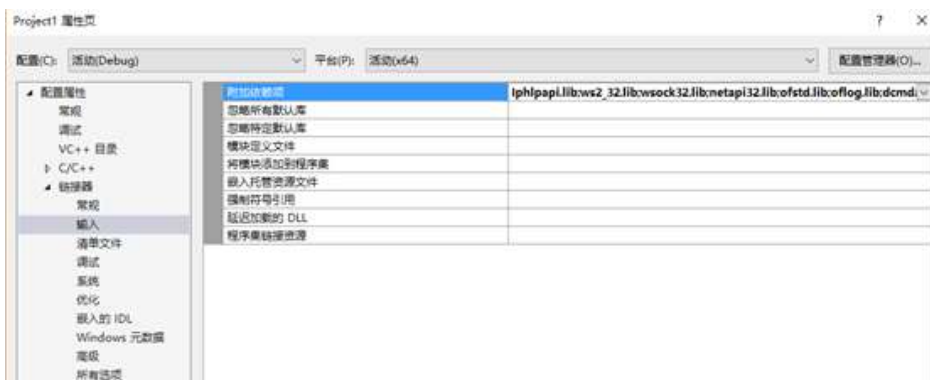 Project1 属性页 ? ×
配置(C): 活动(Debug) 平台(P): 活动(x64) 配置管理器(O)...
配置属性
常规
调试
VC++ 目录
C/C++
链接器
常规
输入
清单文件
调试
系统
优化
嵌入的 IDL
Windows 元数据
高级
所有选项
附加依赖项 Iphlpapi.lib;ws2_32.lib;wsock32.lib;netapi32.lib;ofstd.lib;oflog.lib;dcmd
忽略所有默认库
忽略特定默认库
模块定义文件
将模块添加到程序集
嵌入托管资源文件
强制符号引用
延迟加载的 DLL
程序集链接资源